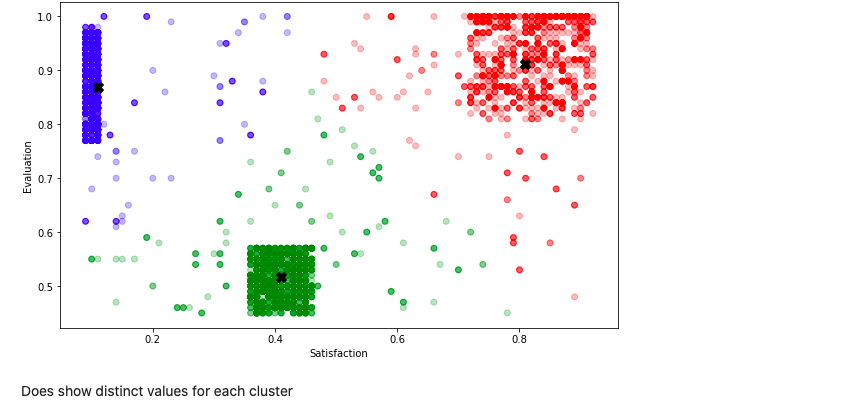 1.0
0.9
0.8
0.7
0.6
0.5
Evaluation
0.2 0.4 0.6 0.8
Satisfaction
Does show distinct values for each cluster